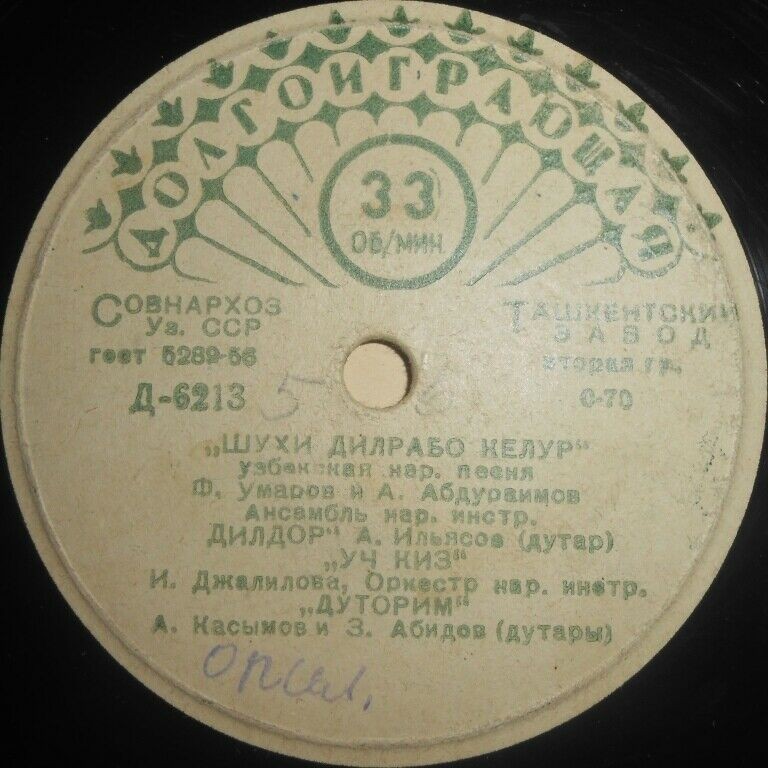 ДОЛГОИГРАЮЩАЯ
33
ОБ/МИН
СОВНАРХОЗ
Уз. ССР
гост 5289-56
Д-6213
ТАШКЕНТСКИЙ
ЗАВОД
вторая гр.
0-70
5
„ШУХИ ДИЛРАБО КЕЛУР"
узбекская нар. песня
Ф. Умаров и А. Абдураимов
Ансамбль нар. инстр.
ДИЛДОР" А. Ильясов (дутар)
„УЧ КИЗ"
И. Джалилова, Оркестр нар. инстр.
„ДУТОРИМ"
А. Касымов и З. Абидов (дутары)